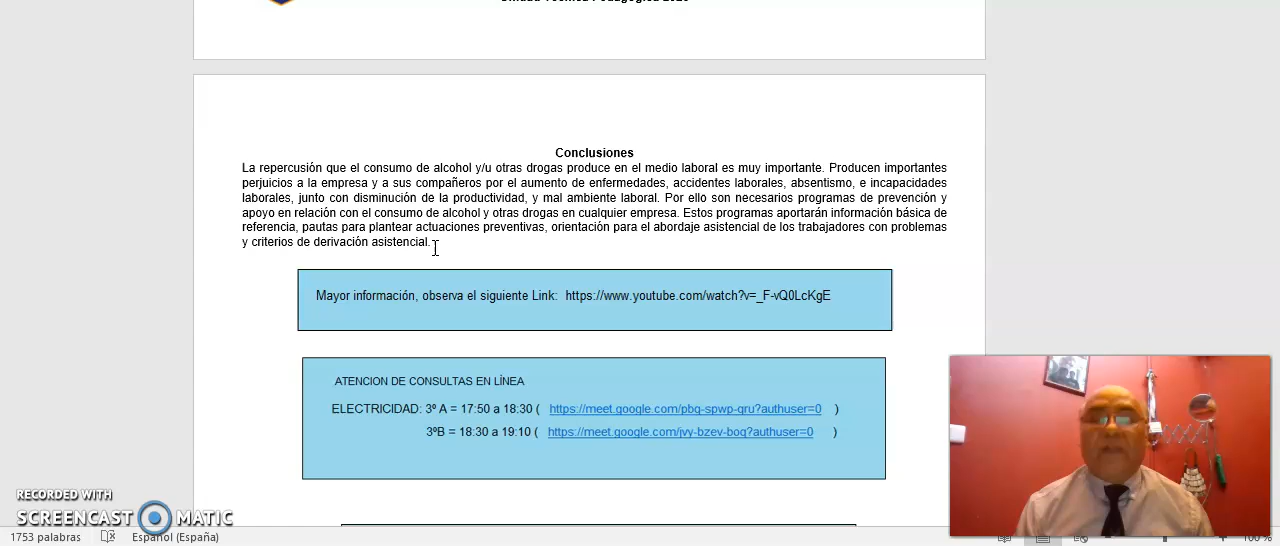 Conclusiones
La repercusión que el consumo de alcohol y/u otras drogas produce en el medio laboral es muy importante. Producen importantes
perjuicios a la empresa y a sus compañeros por el aumento de enfermedades, accidentes laborales, absentismo, e incapacidades
laborales, junto con disminución de la productividad, y mal ambiente laboral. Por ello son necesarios programas de prevención y
apoyo en relación con el consumo de alcohol y otras drogas en cualquier empresa. Estos programas aportarán información básica de
referencia, pautas para plantear actuaciones preventivas, orientación para el abordaje asistencial de los trabajadores con problemas
y criterios de derivación asistencial.
Mayor información, observa el siguiente Link: https://www.youtube.com/watch?v=_F-vQ0LcKgE
ATENCION DE CONSULTAS EN LÍNEA
ELECTRICIDAD: 3º A = 17:50 a 18:30 ( https://meet.google.com/pbq-spwp-qru?authuser=0 )
3ºB = 18:30 a 19:10 ( https://meet.google.com/jvy-bzev-boq?authuser=0 )
RECORDED WITH
SCREENCAST MATIC
1753 palabras Español (España) 100 %